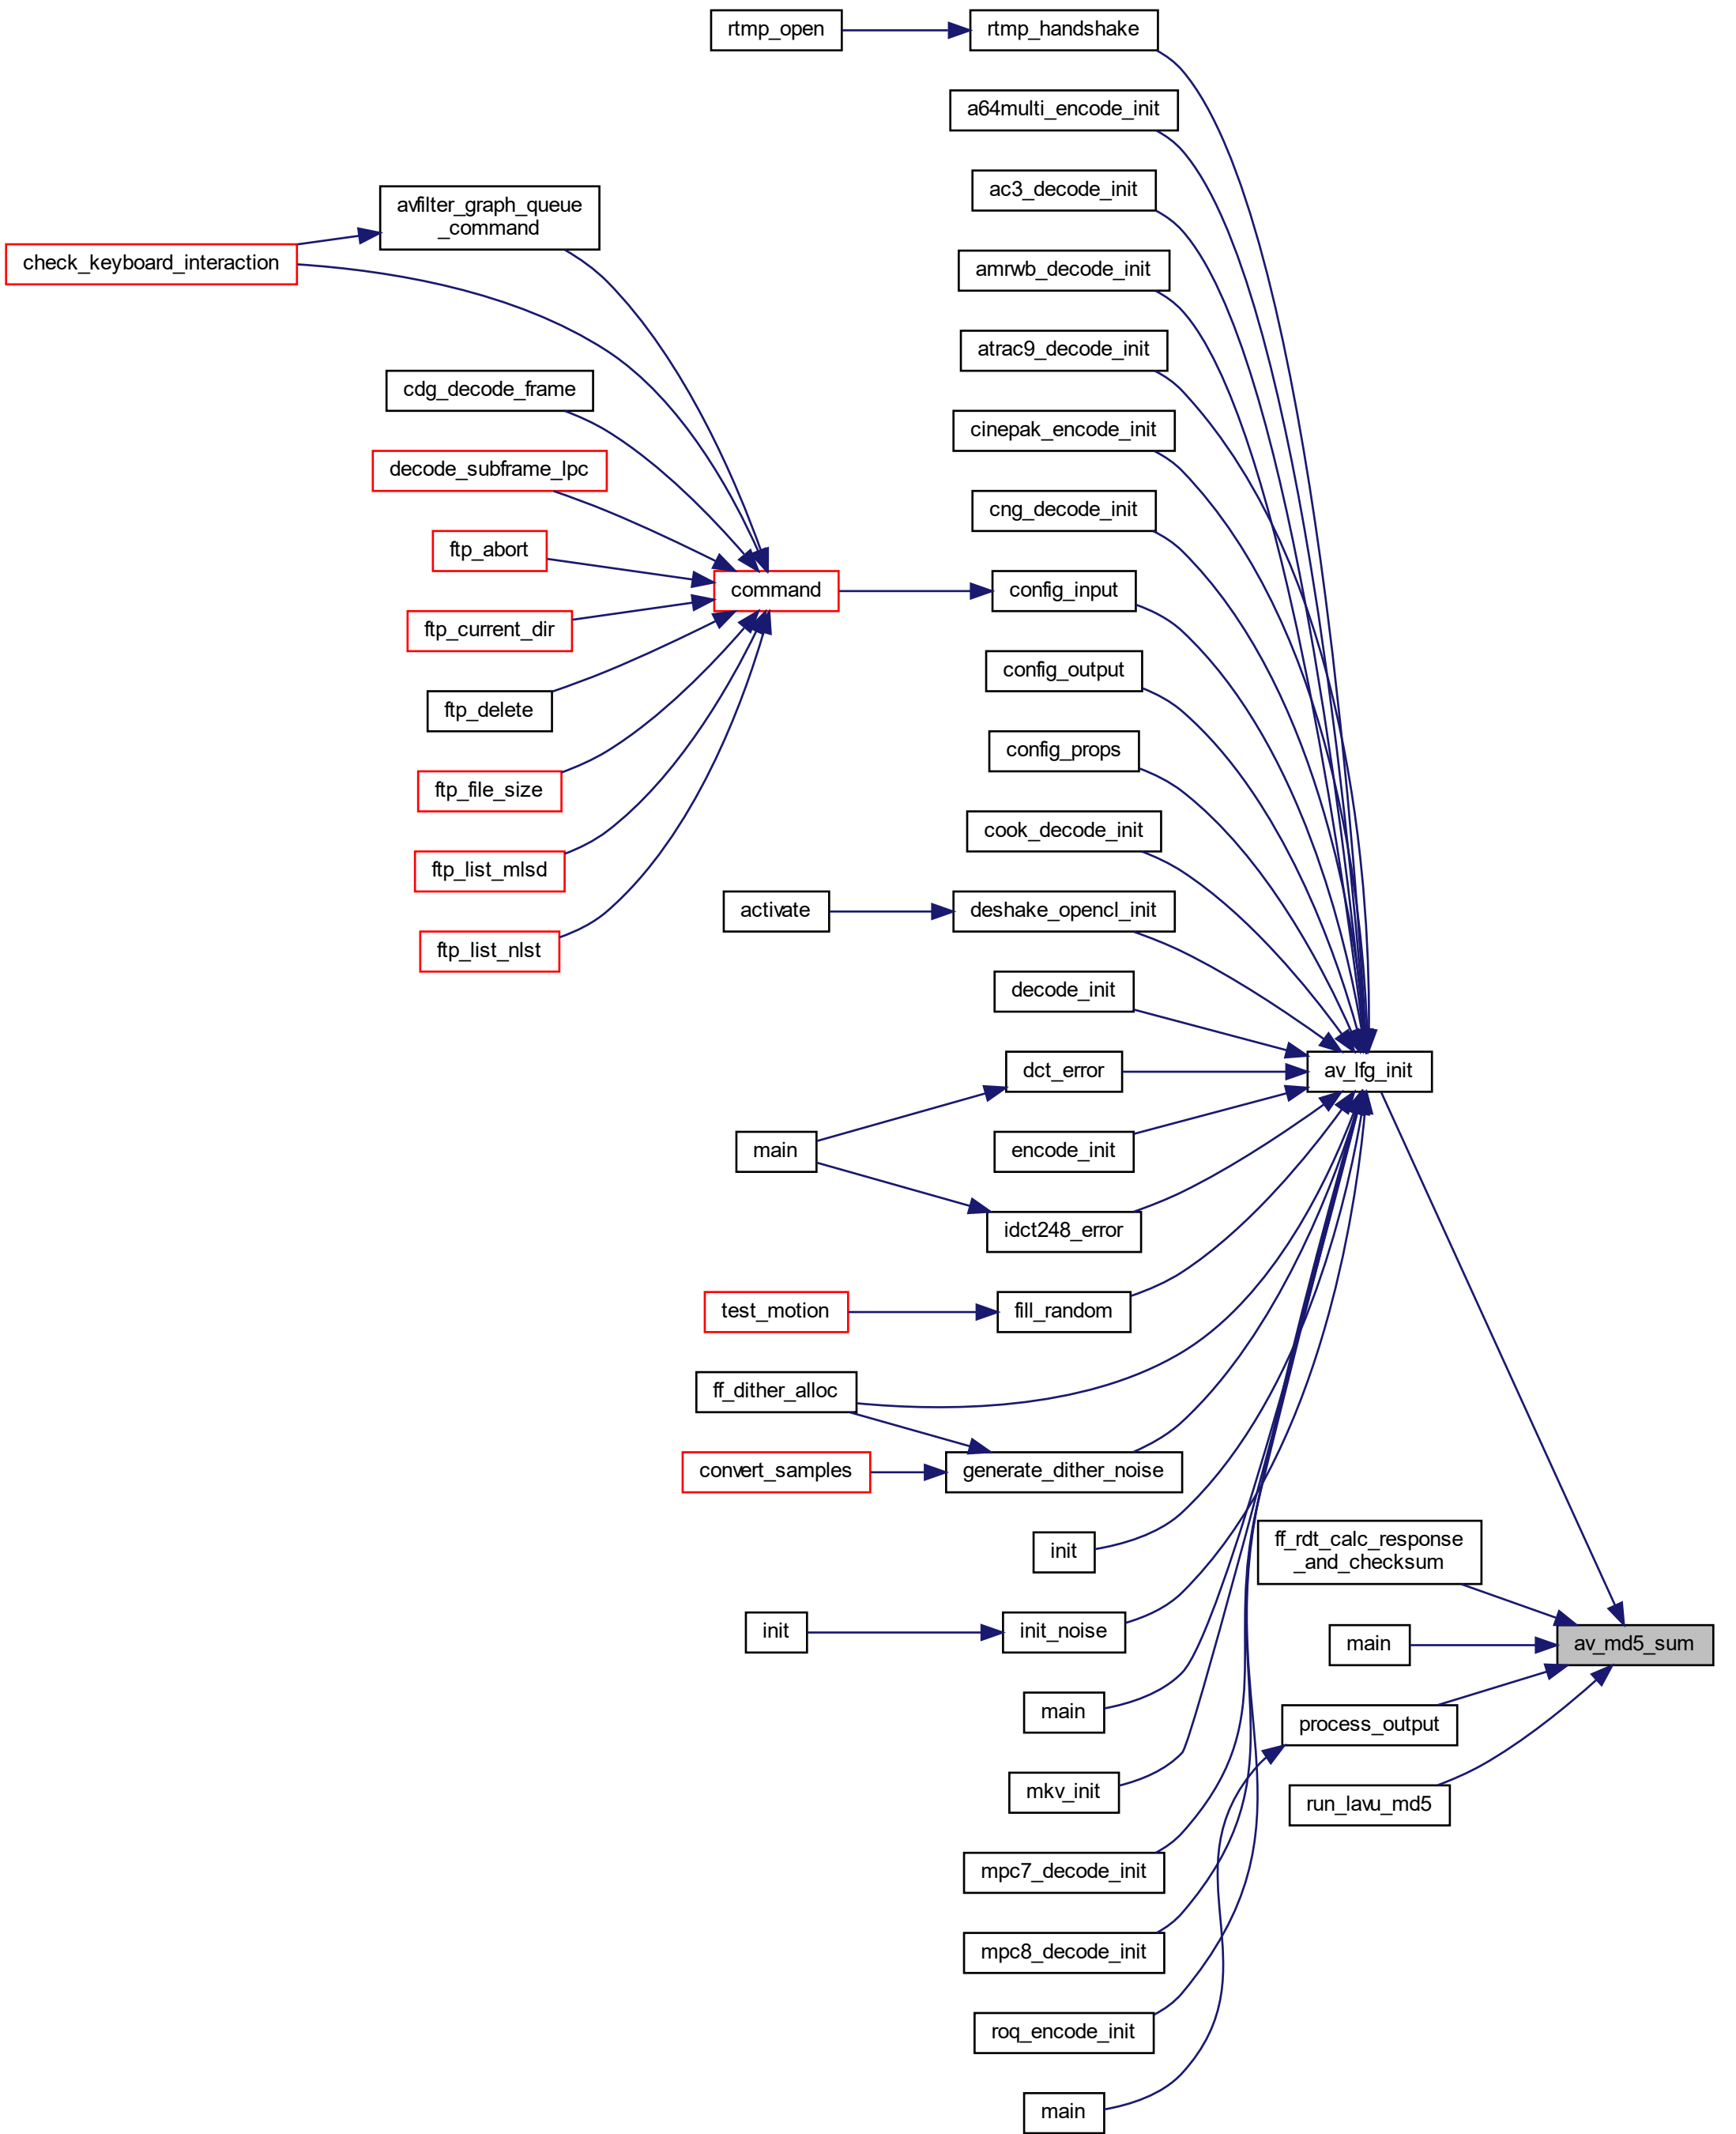 rtmp_open
rtmp_handshake
a64multi_encode_init
ac3_decode_init
avfilter_graph_queue
_command
check_keyboard_interaction
amrwb_decode_init
atrac9_decode_init
cdg_decode_frame
cinepak_encode_init
decode_subframe_lpc
cng_decode_init
ftp_abort
command
config_input
ftp_current_dir
config_output
ftp_delete
config_props
ftp_file_size
cook_decode_init
ftp_list_mlsd
activate
deshake_opencl_init
ftp_list_nlst
decode_init
dct_error
av_lfg_init
main
encode_init
idct248_error
test_motion
fill_random
ff_dither_alloc
convert_samples
generate_dither_noise
init
ff_rdt_calc_response
_and_checksum
init
init_noise
main
av_md5_sum
main
process_output
mkv_init
run_lavu_md5
mpc7_decode_init
mpc8_decode_init
roq_encode_init
main